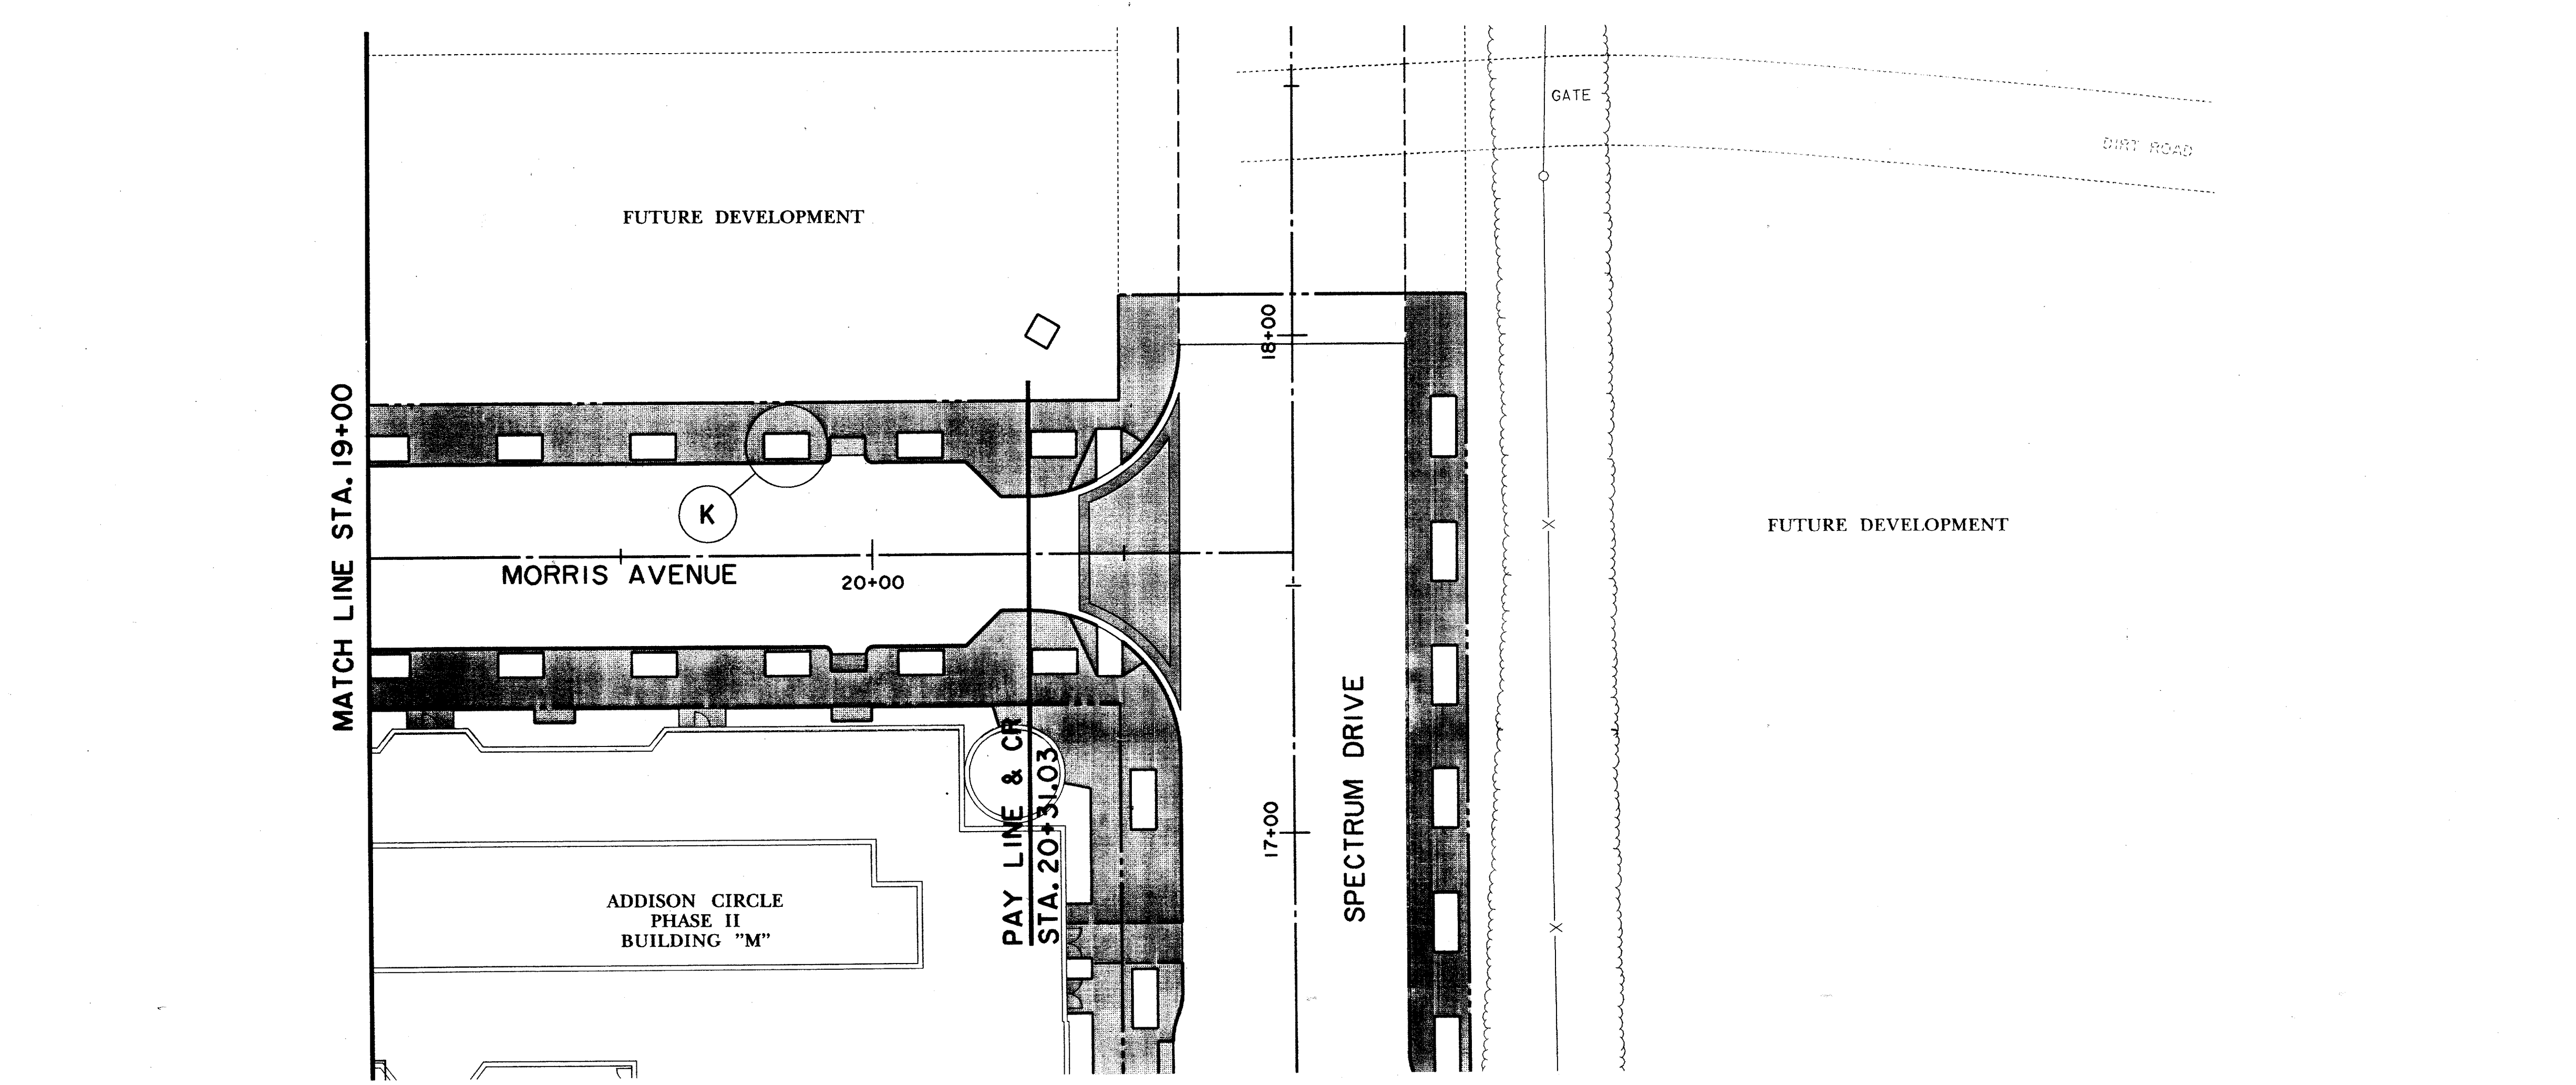 GATE
DIRT ROAD
FUTURE DEVELOPMENT
18+00
MATCH LINE STA. 19+00
K
FUTURE DEVELOPMENT
MORRIS AVENUE
20+00
SPECTRUM DRIVE
17+00
PAY LINE & CR
STA. 20+31.03
ADDISON CIRCLE
PHASE II
BUILDING "M"